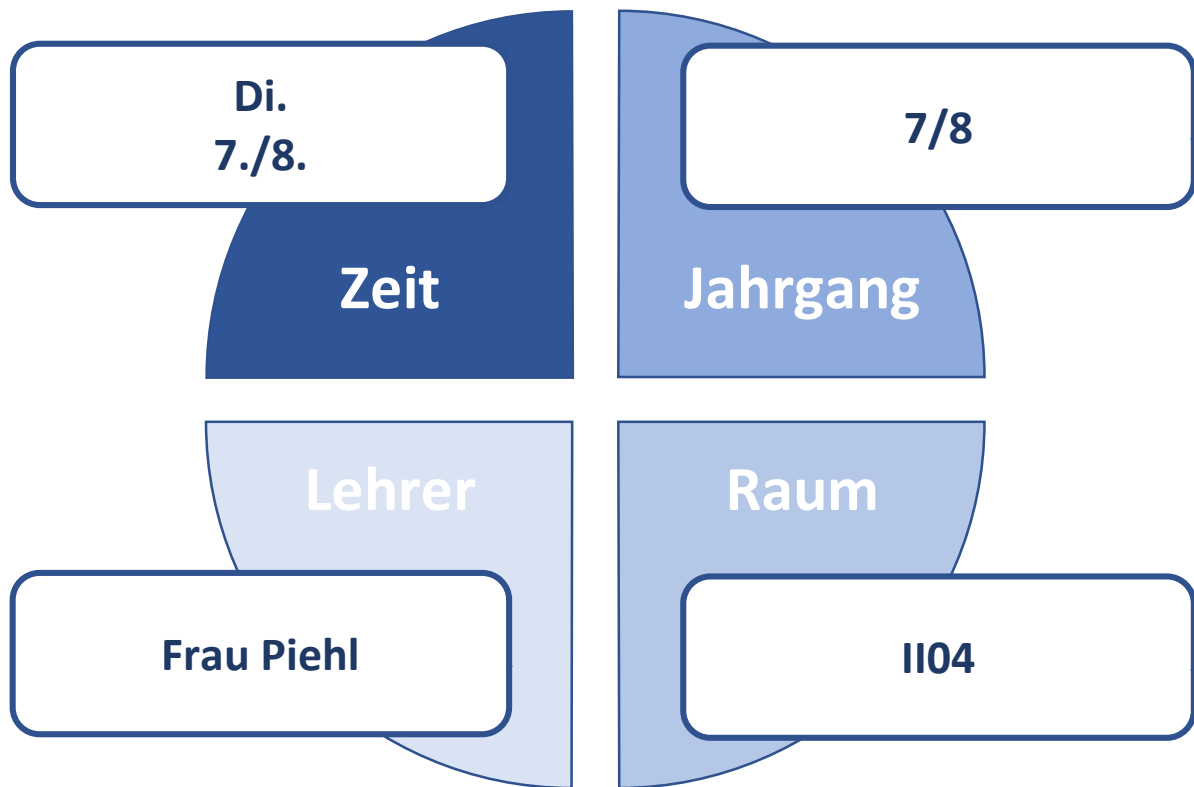 Di.
7./8.
Zeit
7/8
Jahrgang
Lehrer
Frau Piehl
Raum
II04